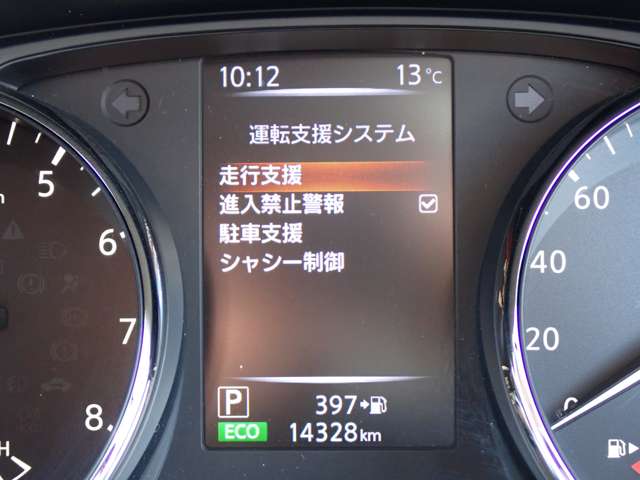 10:12 13°C
運転支援システム
走行支援
進入禁止警報
駐車支援
シャシー制御
P 397
ECO 14328km
5
6
7
8
60
40
20
0
H